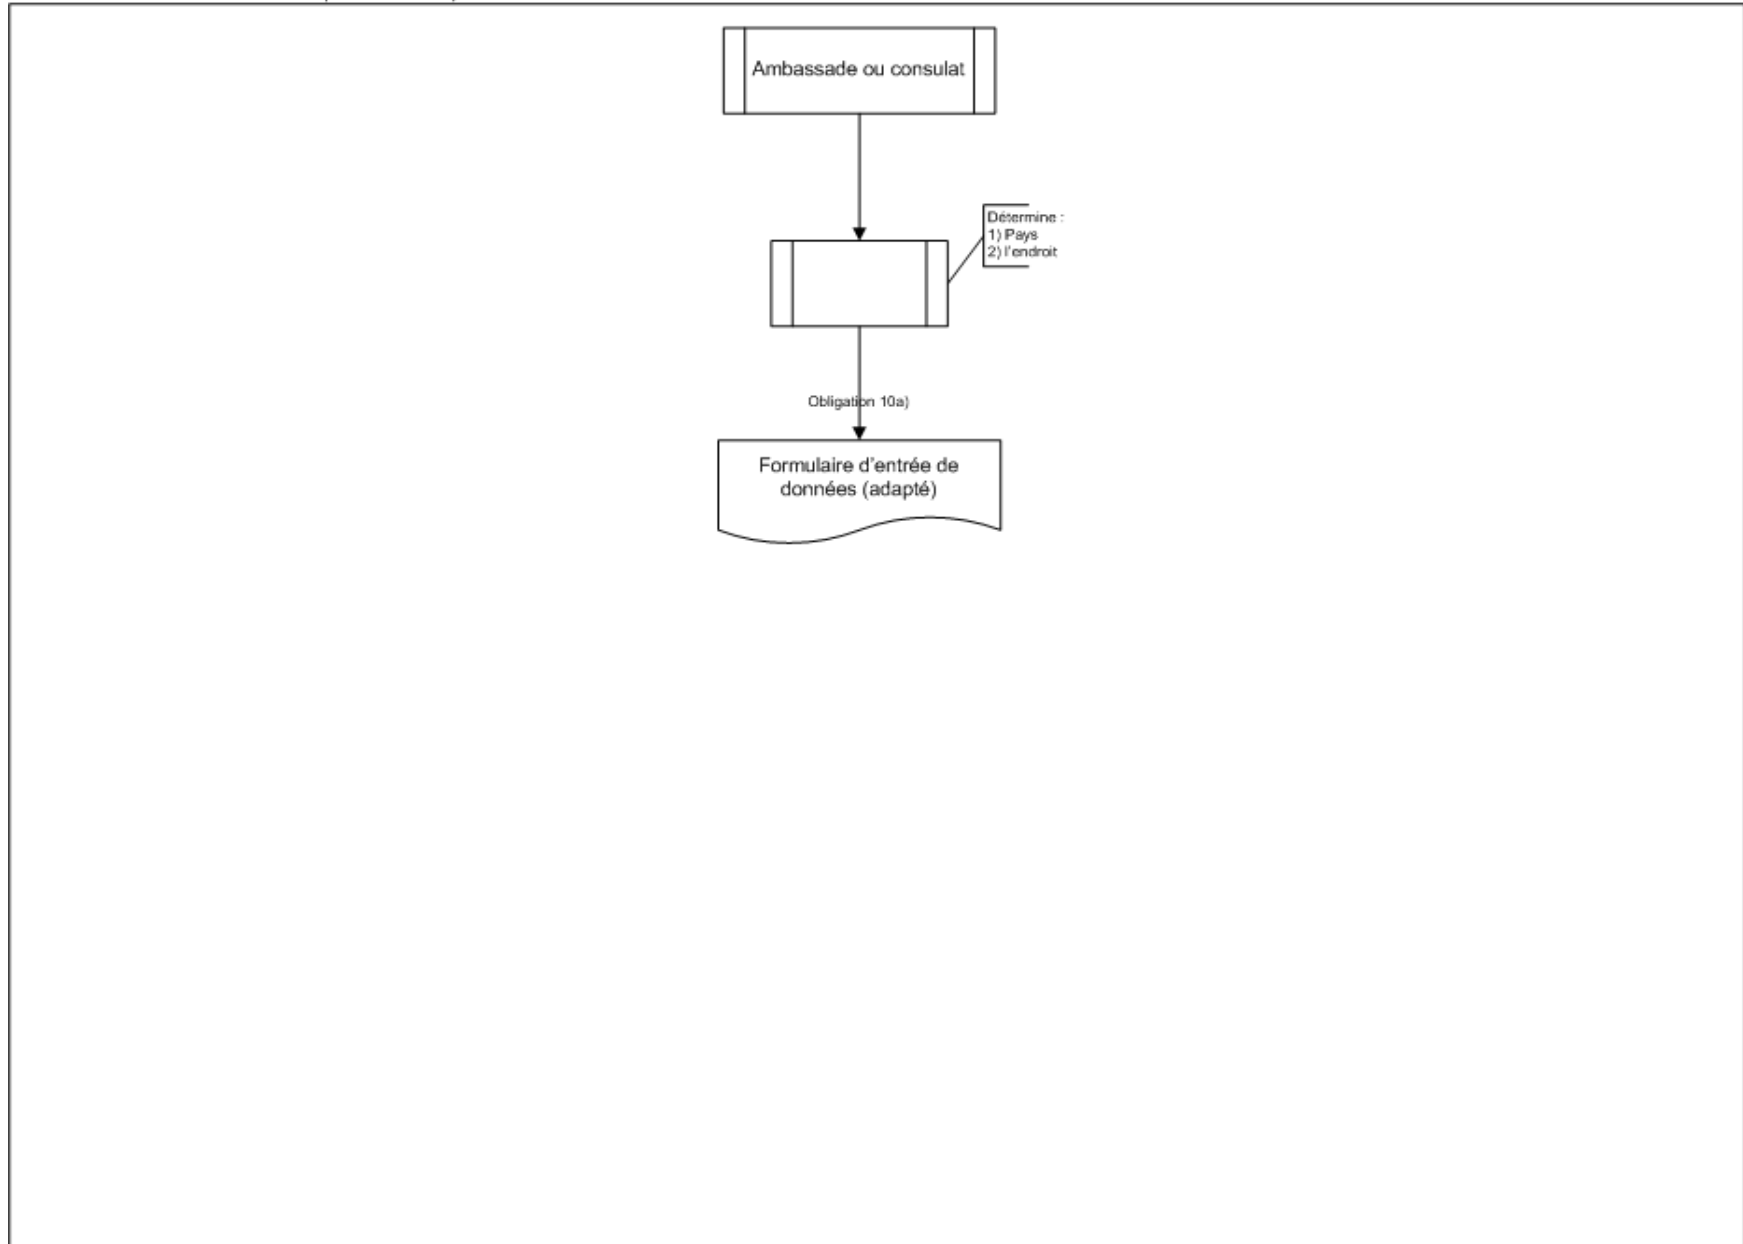 Ambassade ou consulat
Détermine :
1) Pays
2) l'endroit
Obligation 10a)
Formulaire d'entrée de
données (adapté)